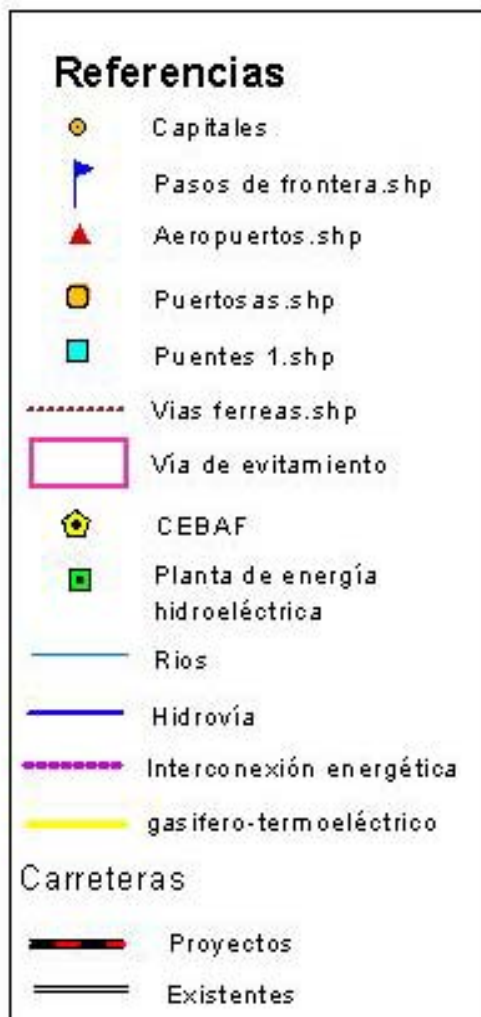 Referencias
Capitales
Pasos de frontera.shp
Aeropuertos.shp
Puertosas.shp
Puentes 1.shp
Vias ferreas.shp
Vía de evitamiento
CEBAF
Planta de energía
hidroeléctrica
Rios
Hidrovía
Interconexión energética
gasifero-termoeléctrico
Carreteras
Proyectos
Existentes